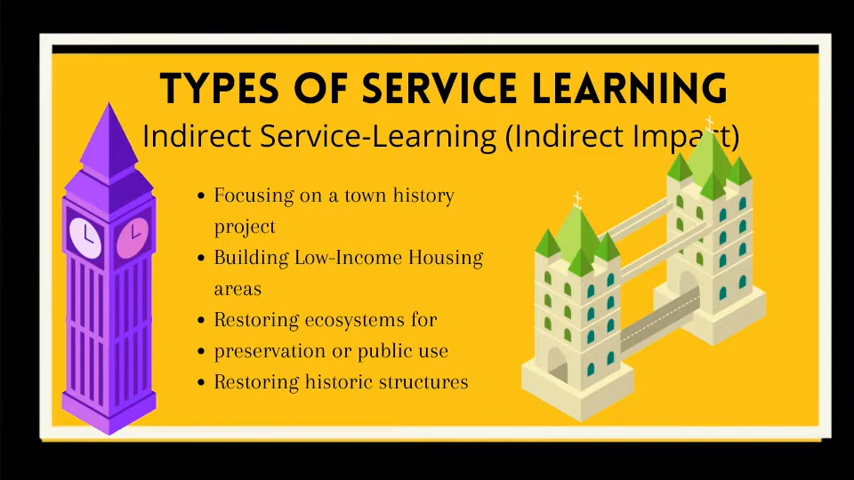 TYPES OF SERVICE LEARNING
Indirect Service-Learning (Indirect Impact)
• Focusing on a town history
project
• Building Low-Income Housing
areas
• Restoring ecosystems for
• preservation or public use
• Restoring historic structures